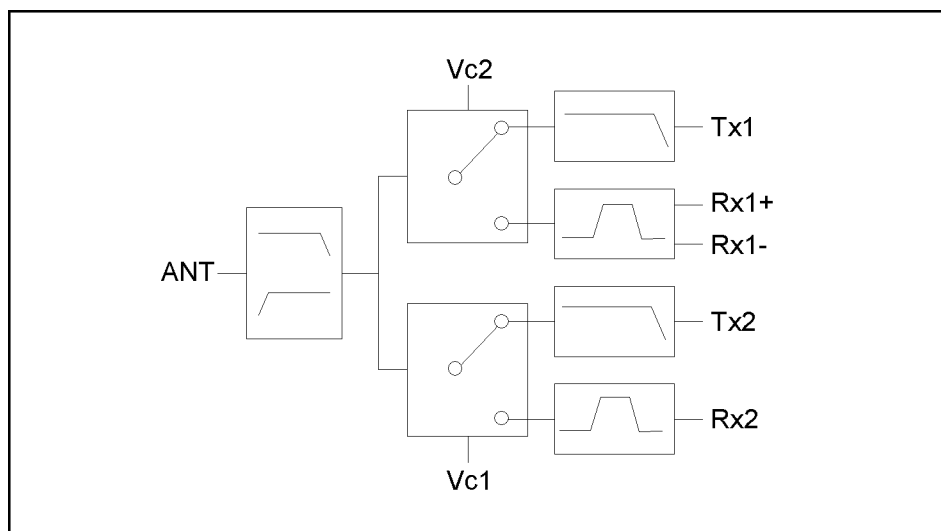 Vc2
Tx1
Rx1+
Rx1-
ANT
Tx2
Rx2
Vc1